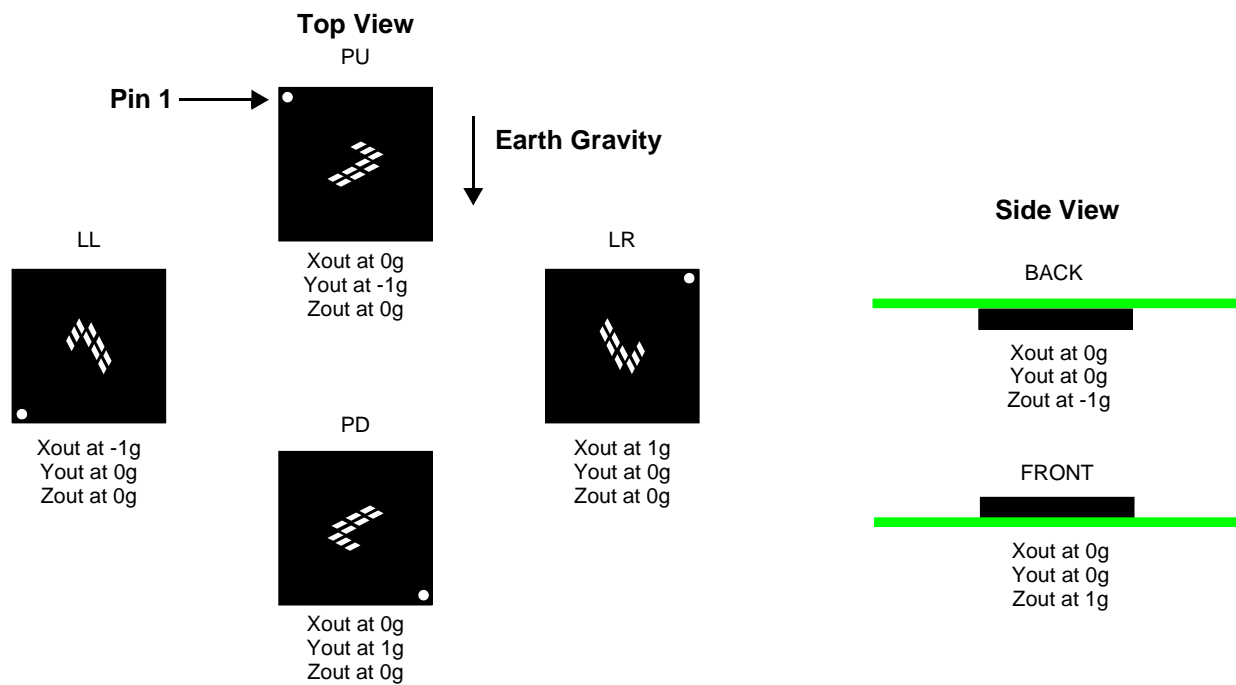 Top View
PU
Pin 1
Earth Gravity
Xout at 0g
Yout at -1g
Zout at 0g
LL
Xout at -1g
Yout at 0g
Zout at 0g
LR
Xout at 1g
Yout at 0g
Zout at 0g
PD
Xout at 0g
Yout at 1g
Zout at 0g
Side View
BACK
Xout at 0g
Yout at 0g
Zout at -1g
FRONT
Xout at 0g
Yout at 0g
Zout at 1g